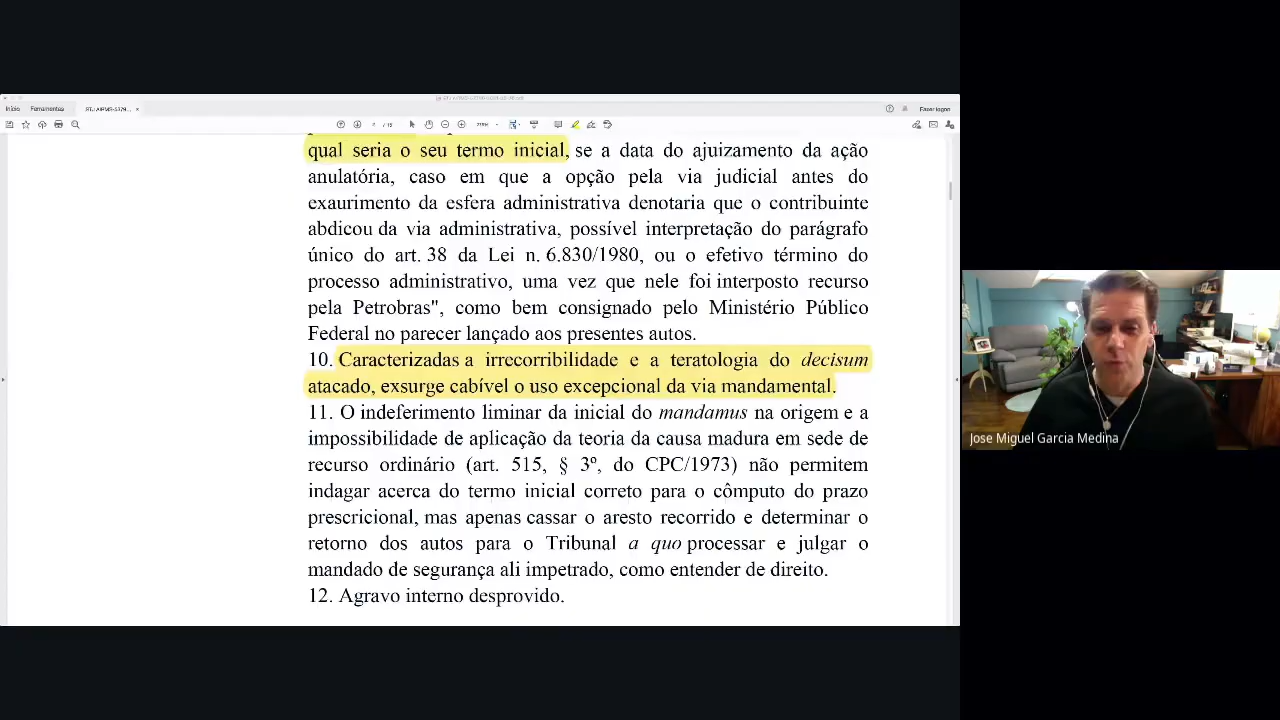 Início Ferramentas
Fazer logon
qual seria o seu termo inicial, se a data do ajuizamento da ação
anulatória, caso em que a opção pela via judicial antes do
exaurimento da esfera administrativa denotaria que o contribuinte
abdicou da via administrativa, possível interpretação do parágrafo
único do art. 38 da Lei n. 6.830/1980, ou o efetivo término do
processo administrativo, uma vez que nele foi interposto recurso
pela Petrobras", como bem consignado pelo Ministério Público
Federal no parecer lançado aos presentes autos.
10. Caracterizadas a irrecorribilidade e a teratologia do decisum
atacado, exsurge cabível o uso excepcional da via mandamental.
11. O indeferimento liminar da inicial do mandamus na origem e a
impossibilidade de aplicação da teoria da causa madura em sede de
recurso ordinário (art. 515, § 3º, do CPC/1973) não permitem
indagar acerca do termo inicial correto para o cômputo do prazo
prescricional, mas apenas cassar o aresto recorrido e determinar o
retorno dos autos para o Tribunal a quo processar e julgar o
mandado de segurança ali impetrado, como entender de direito.
12. Agravo interno desprovido.
Jose Miguel Garcia Medina